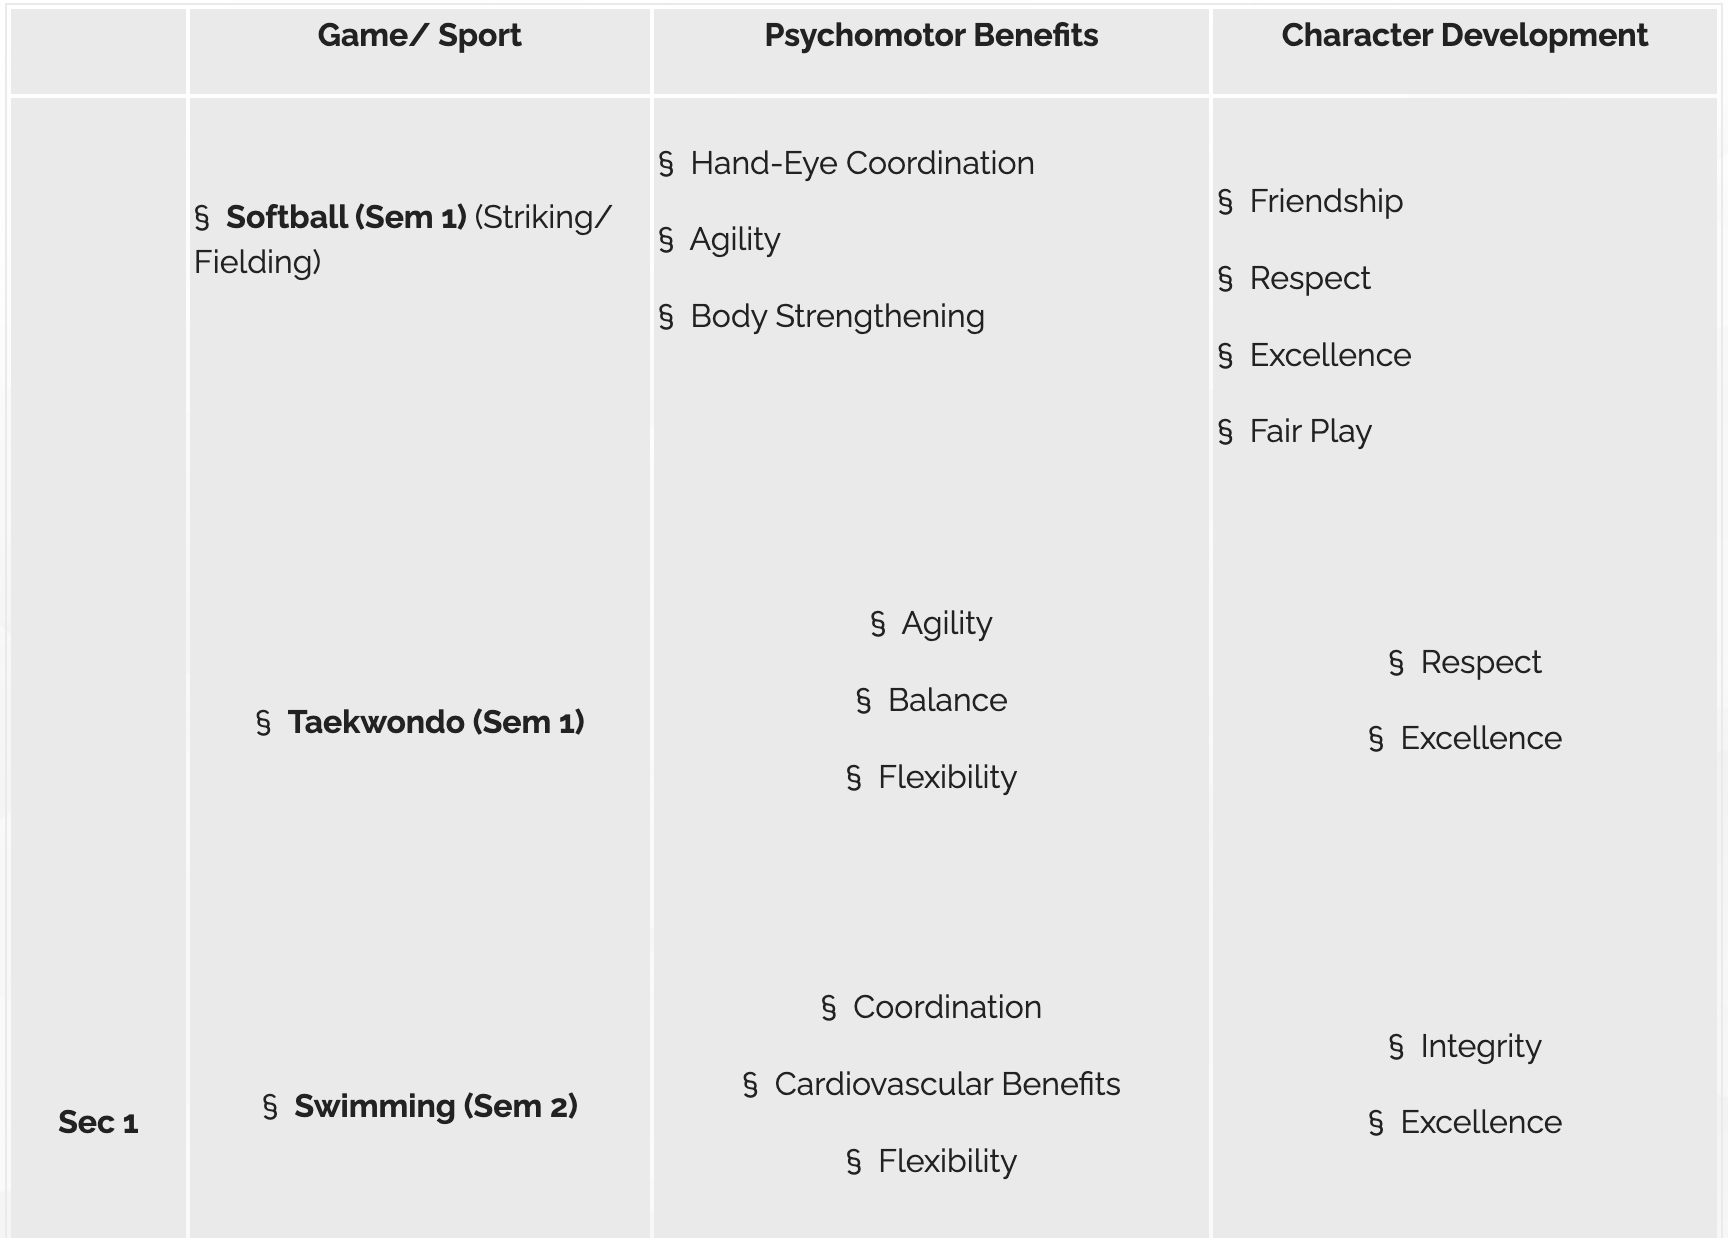 Game/ Sport
Psychomotor Benefits
Character Development
§ Softball (Sem 1) (Striking/
Fielding)
§ Hand-Eye Coordination
§ Agility
§ Body Strengthening
§ Friendship
§ Respect
§ Excellence
§ Fair Play
§ Taekwondo (Sem 1)
§ Agility
§ Balance
§ Flexibility
§ Respect
§ Excellence
Sec 1
§ Swimming (Sem 2)
§ Coordination
§ Cardiovascular Benefits
§ Flexibility
§ Integrity
§ Excellence